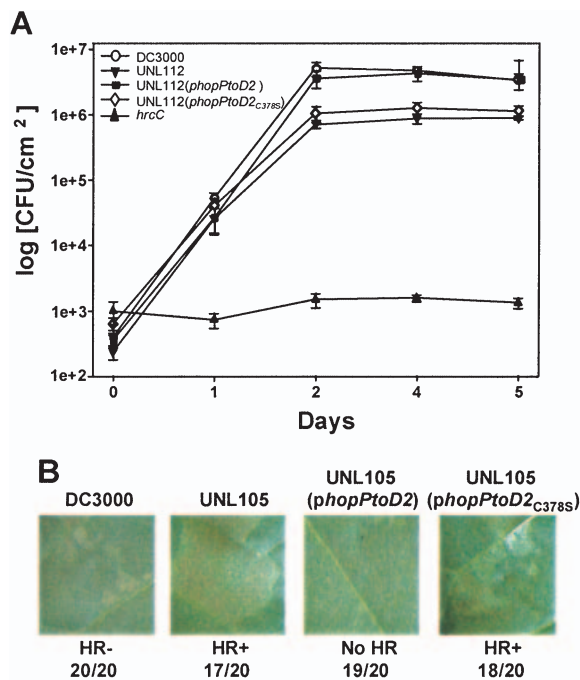 A
1e+7
1e+6
1e+5
1e+4
1e+3
1e+2
log [CFU/cm 2 ]
DC3000
UNL112
UNL112(phopPtoD2 )
UNL112(phopPtoD2C378S)
hrcC
0 1 2 4 5
Days
B
DC3000
UNL105
UNL105
(phopPtoD2)
UNL105
(phopPtoD2C378S)
HR-
20/20
HR+
17/20
No HR
19/20
HR+
18/20